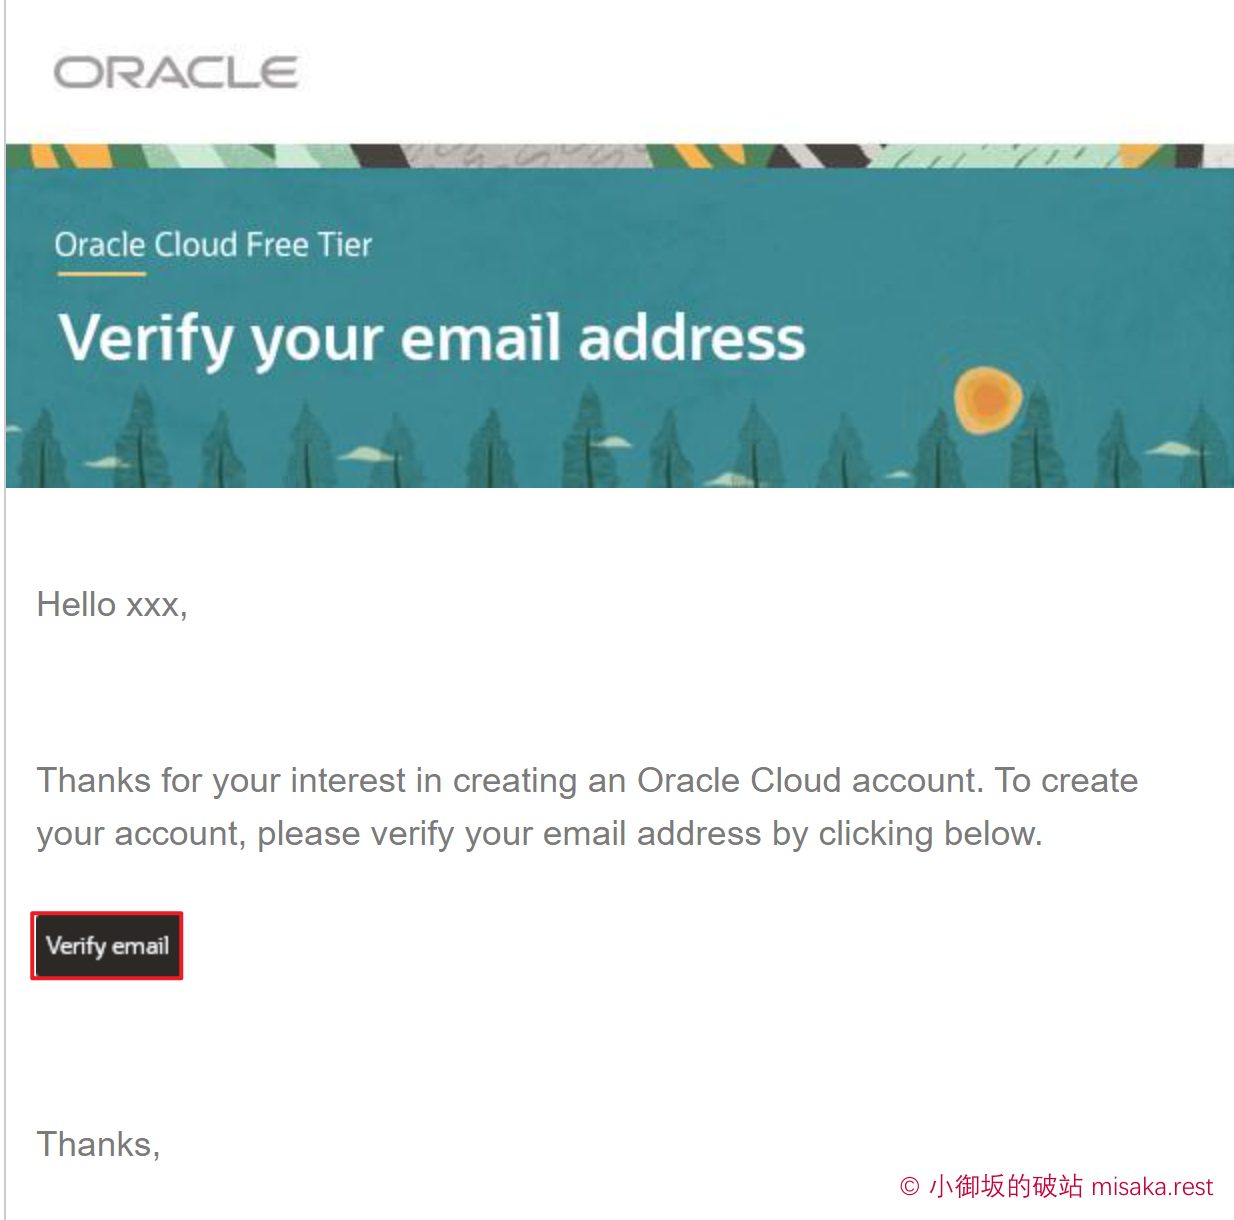 ORACLE
Oracle Cloud Free Tier
Verify your email address
Hello xxx,
Thanks for your interest in creating an Oracle Cloud account. To create
your account, please verify your email address by clicking below.
Verify email
Thanks,
© 小御坂的破站 misaka.rest